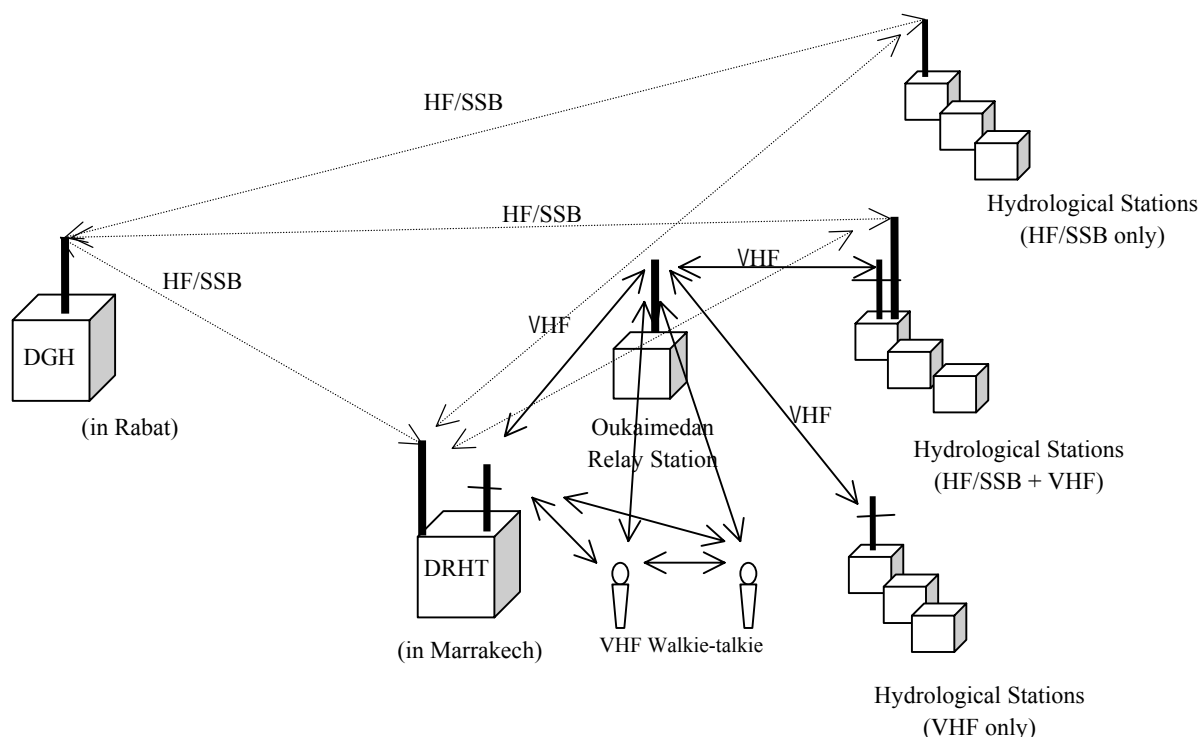 HF/SSB
Hydrological Stations
(HF/SSB only)
HF/SSB
VHF
HF/SSB
VHF
DGH
(in Rabat)
Oukaimedan
Relay Station
VHF
Hydrological Stations
(HF/SSB + VHF)
DRHT
(in Marrakech)
VHF Walkie-talkie
Hydrological Stations
(VHF only)